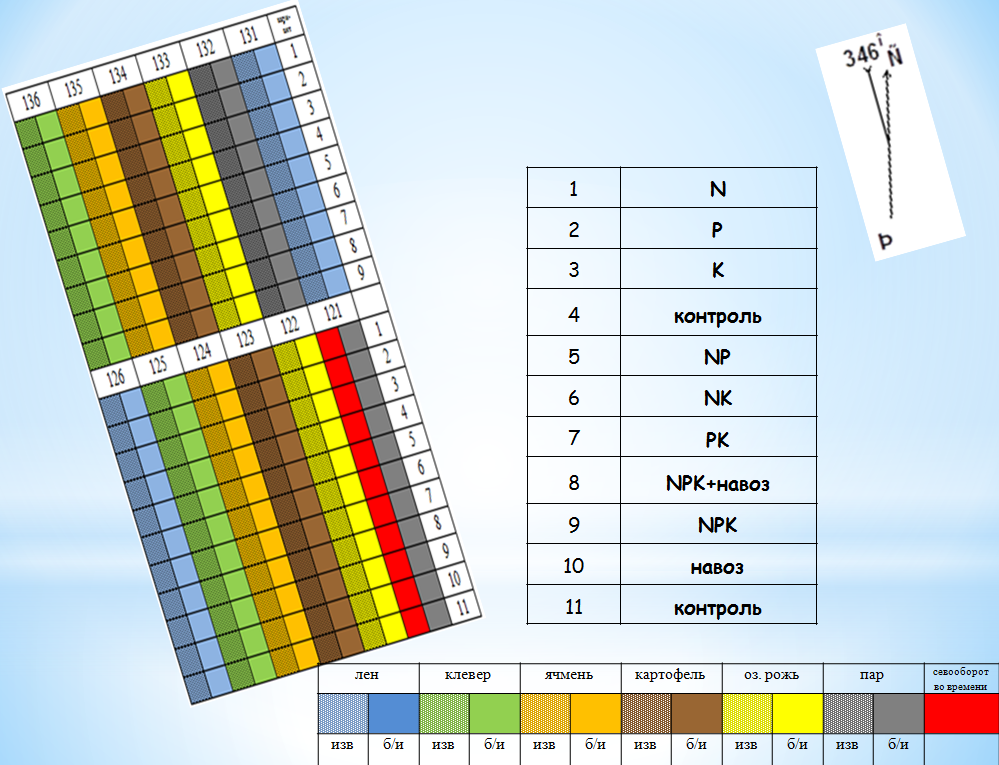 136 135 134 133 132 131
1
2
3
4
5
6
7
8
9
126 125 124 123 122 121
1
2
3
4
5
6
7
8
9
10
11
346Î Ñ
Þ
1 N
2 P
3 K
4 контроль
5 NP
6 NK
7 PK
8 NPK+навоз
9 NPK
10 навоз
11 контроль
лен клевер ячмень картофель оз. рожь пар севооборот
во времени
изв б/и изв б/и изв б/и изв б/и изв б/и изв б/и